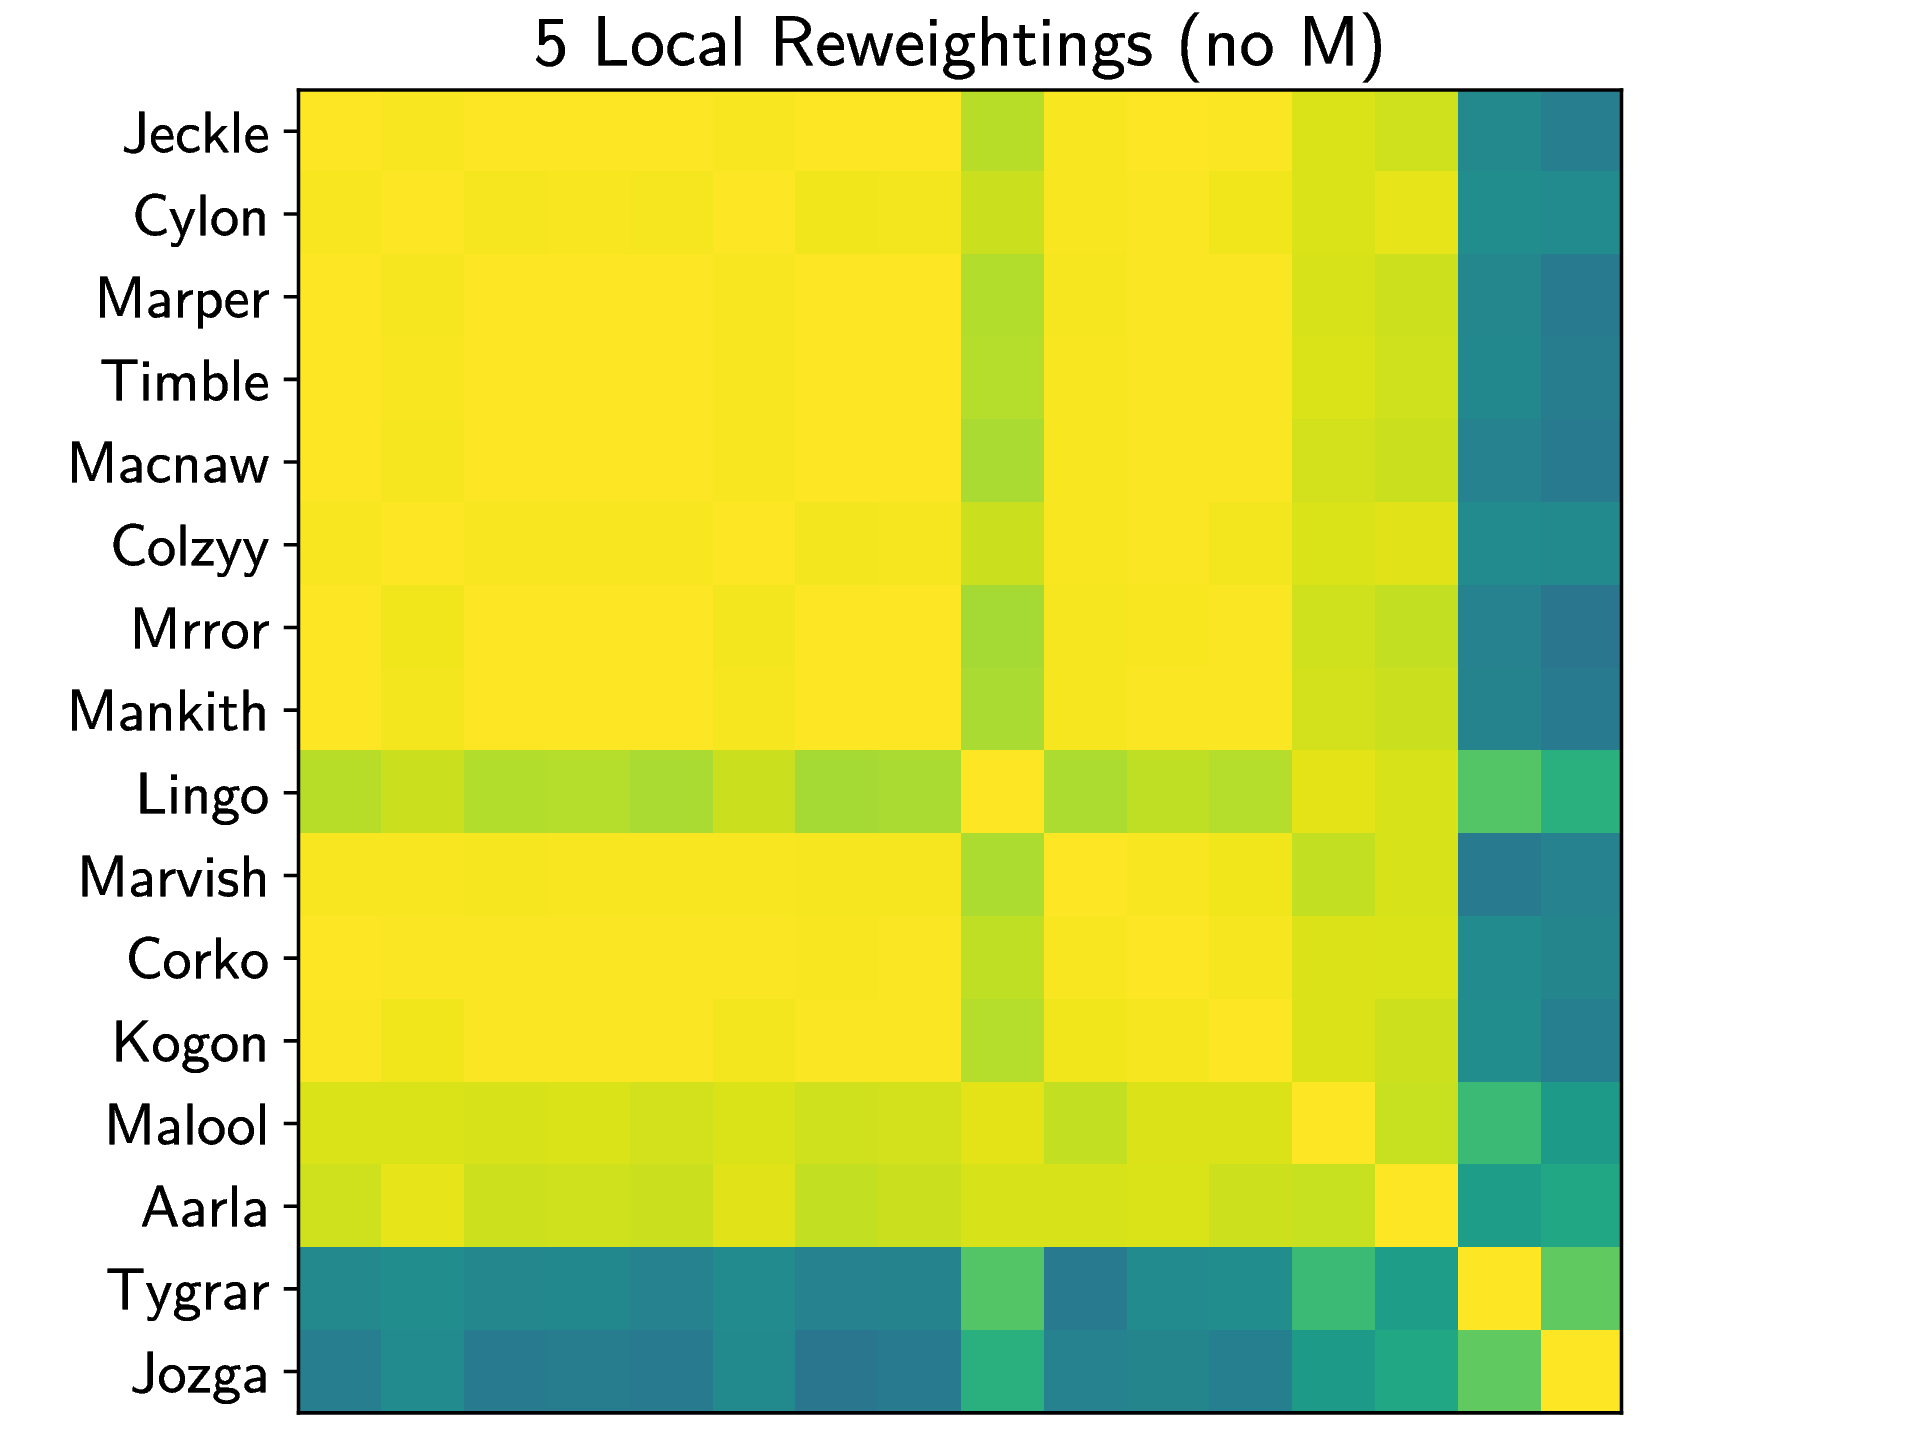 5 Local Reweightings (no M)
Jeckle
Cylon
Marper
Timble
Macnaw
Colzyy
Mrror
Mankith
Lingo
Marvish
Corko
Kogon
Malool
Aarla
Tygrar
Jozga